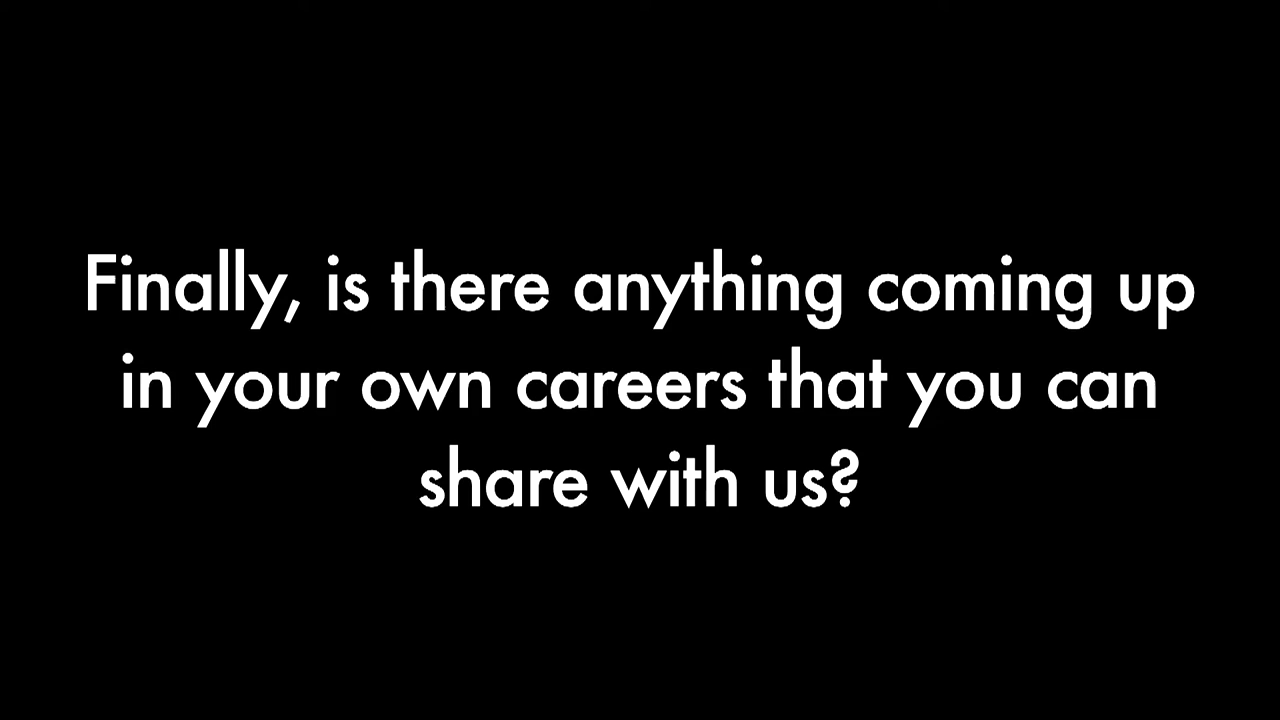 Finally, is there anything coming up
in your own careers that you can
share with us?